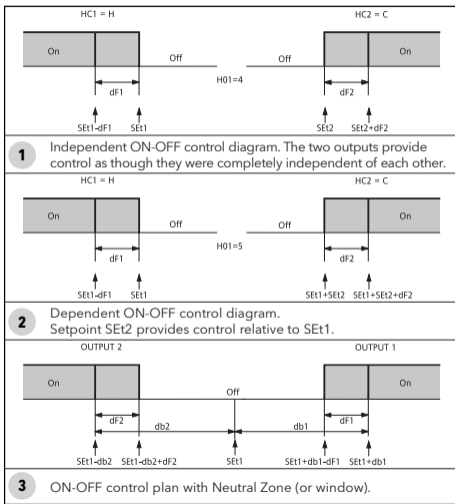 HC1 = H HC2 = C
On Off Off On
H01=4
dF1 dF2
SEt1-dF1 SEt1 SEt2 SEt2+dF2
1 Independent ON-OFF control diagram. The two outputs provide
control as though they were completely independent of each other.
HC1 = H HC2 = C
On Off Off On
H01=5
dF1 dF2
SEt1-dF1 SEt1 SEt1+SEt2 SEt1+SEt2+dF2
2 Dependent ON-OFF control diagram.
Setpoint SEt2 provides control relative to SEt1.
OUTPUT 2 OUTPUT 1
On Off On
dF2 dF1
db2 db1
SEt1-db2 SEt1-db2+dF2 SEt1 SEt1+db1-dF1 SEt1+db1
3 ON-OFF control plan with Neutral Zone (or window).